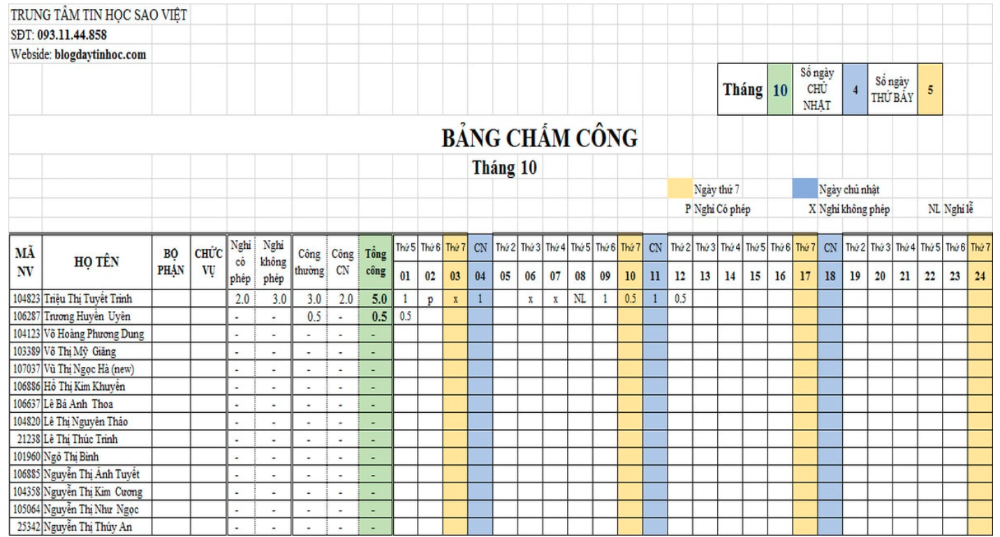 TRUNG TÂM TIN HỌC SAO VIỆT
SĐT: 093.11.44.858
Webside: blogdaytinhoc.com
Tháng 10 Số ngày CHỦ NHẬT 4 Số ngày THỨ BẢY 5
BẢNG CHẤM CÔNG
Tháng 10
Ngày thứ 7 Ngày chủ nhật
P Nghỉ Có phép X Nghỉ không phép NL Nghỉ lễ
MÃ NV HỌ TÊN BỘ PHẬN CHỨC VỤ Nghỉ có phép Nghỉ không phép Công thường Công CN Tổng công Thứ 5 Thứ 6 Thứ 7 CN Thứ 2 Thứ 3 Thứ 4 Thứ 5 Thứ 6 Thứ 7 CN Thứ 2 Thứ 3 Thứ 4 Thứ 5 Thứ 6 Thứ 7 CN Thứ 2 Thứ 3 Thứ 4 Thứ 5 Thứ 6 Thứ 7
01 02 03 04 05 06 07 08 09 10 11 12 13 14 15 16 17 18 19 20 21 22 23 24
104823 Triệu Thị Tuyết Trinh 2.0 3.0 3.0 2.0 5.0 1 p x 1 x x NL 1 0.5 1 0.5
106287 Trương Huyền Uyên - - 0.5 - 0.5 0.5
104123 Võ Hoàng Phương Dung - - - - -
103389 Võ Thị Mỹ Giăng - - - - -
107037 Vũ Thị Ngọc Hà (new) - - - - -
106886 Hồ Thị Kim Khuyên - - - - -
106637 Lê Bá Anh Thoa - - - - -
104820 Lê Thị Nguyên Thảo - - - - -
21238 Lê Thị Thúc Trinh - - - - -
101960 Ngô Thị Bình - - - - -
106885 Nguyễn Thị Ánh Tuyết - - - - -
104358 Nguyễn Thị Kim Cương - - - - -
105064 Nguyễn Thị Như Ngọc - - - - -
25342 Nguyễn Thị Thúy An - - - - -